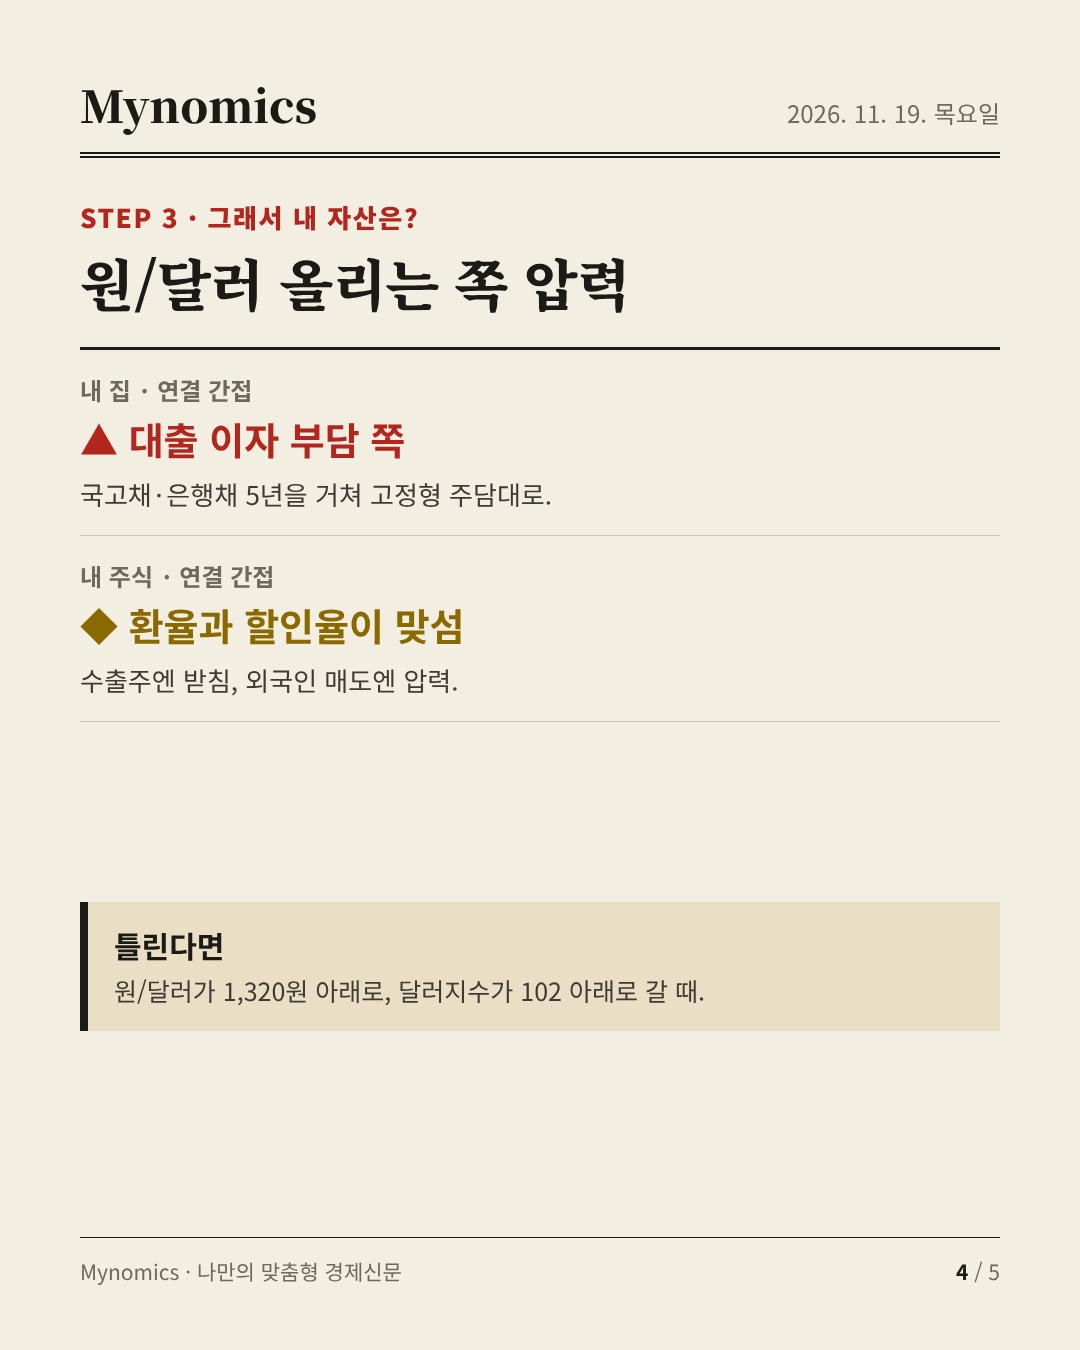 Mynomics
2026. 11. 19. 목요일
STEP 3 · 그래서 내 자산은?
원/달러 올리는 쪽 압력
내 집 · 연결 간접
▲ 대출 이자 부담 쪽
국고채·은행채 5년을 거쳐 고정형 주담대로.
내 주식 · 연결 간접
◆ 환율과 할인율이 맞섬
수출주엔 받침, 외국인 매도엔 압력.
틀린다면
원/달러가 1,320원 아래로, 달러지수가 102 아래로 갈 때.
Mynomics · 나만의 맞춤형 경제신문
4 / 5